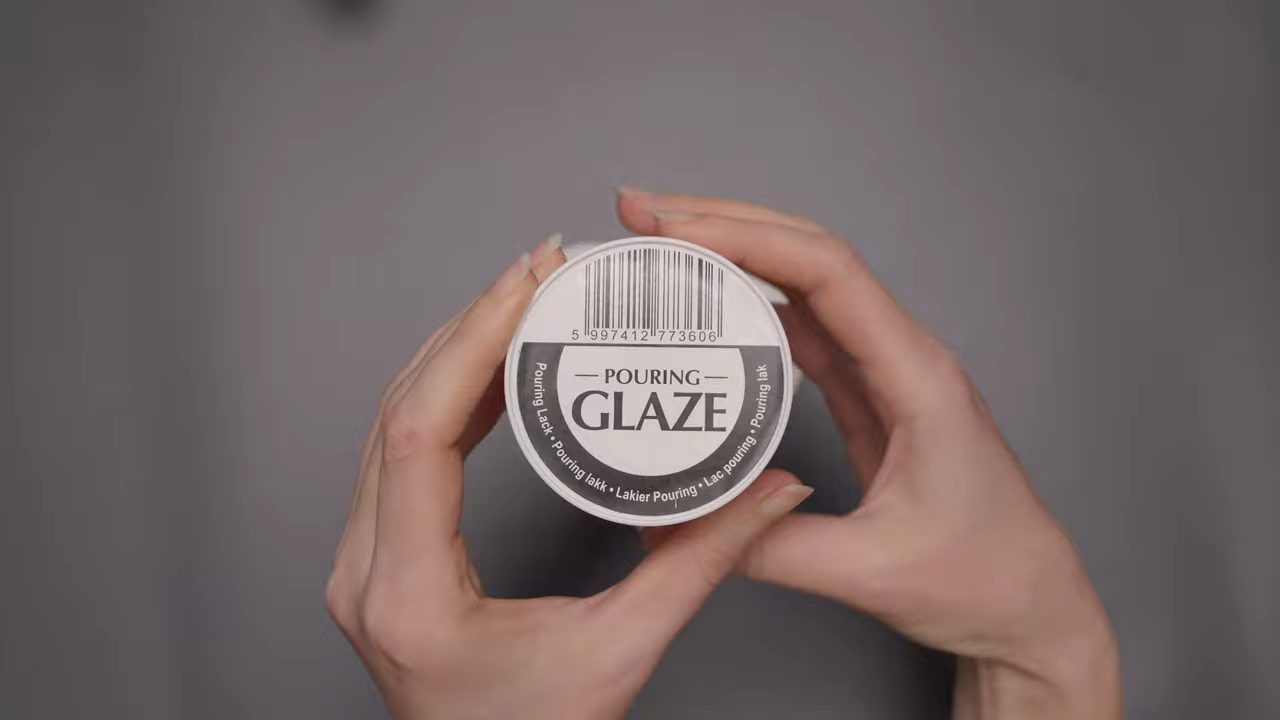 5 997412 773606
POURING
GLAZE
Pouring Lack • Pouring lakk • Lakier Pouring • Lac pouring • Pouring lak